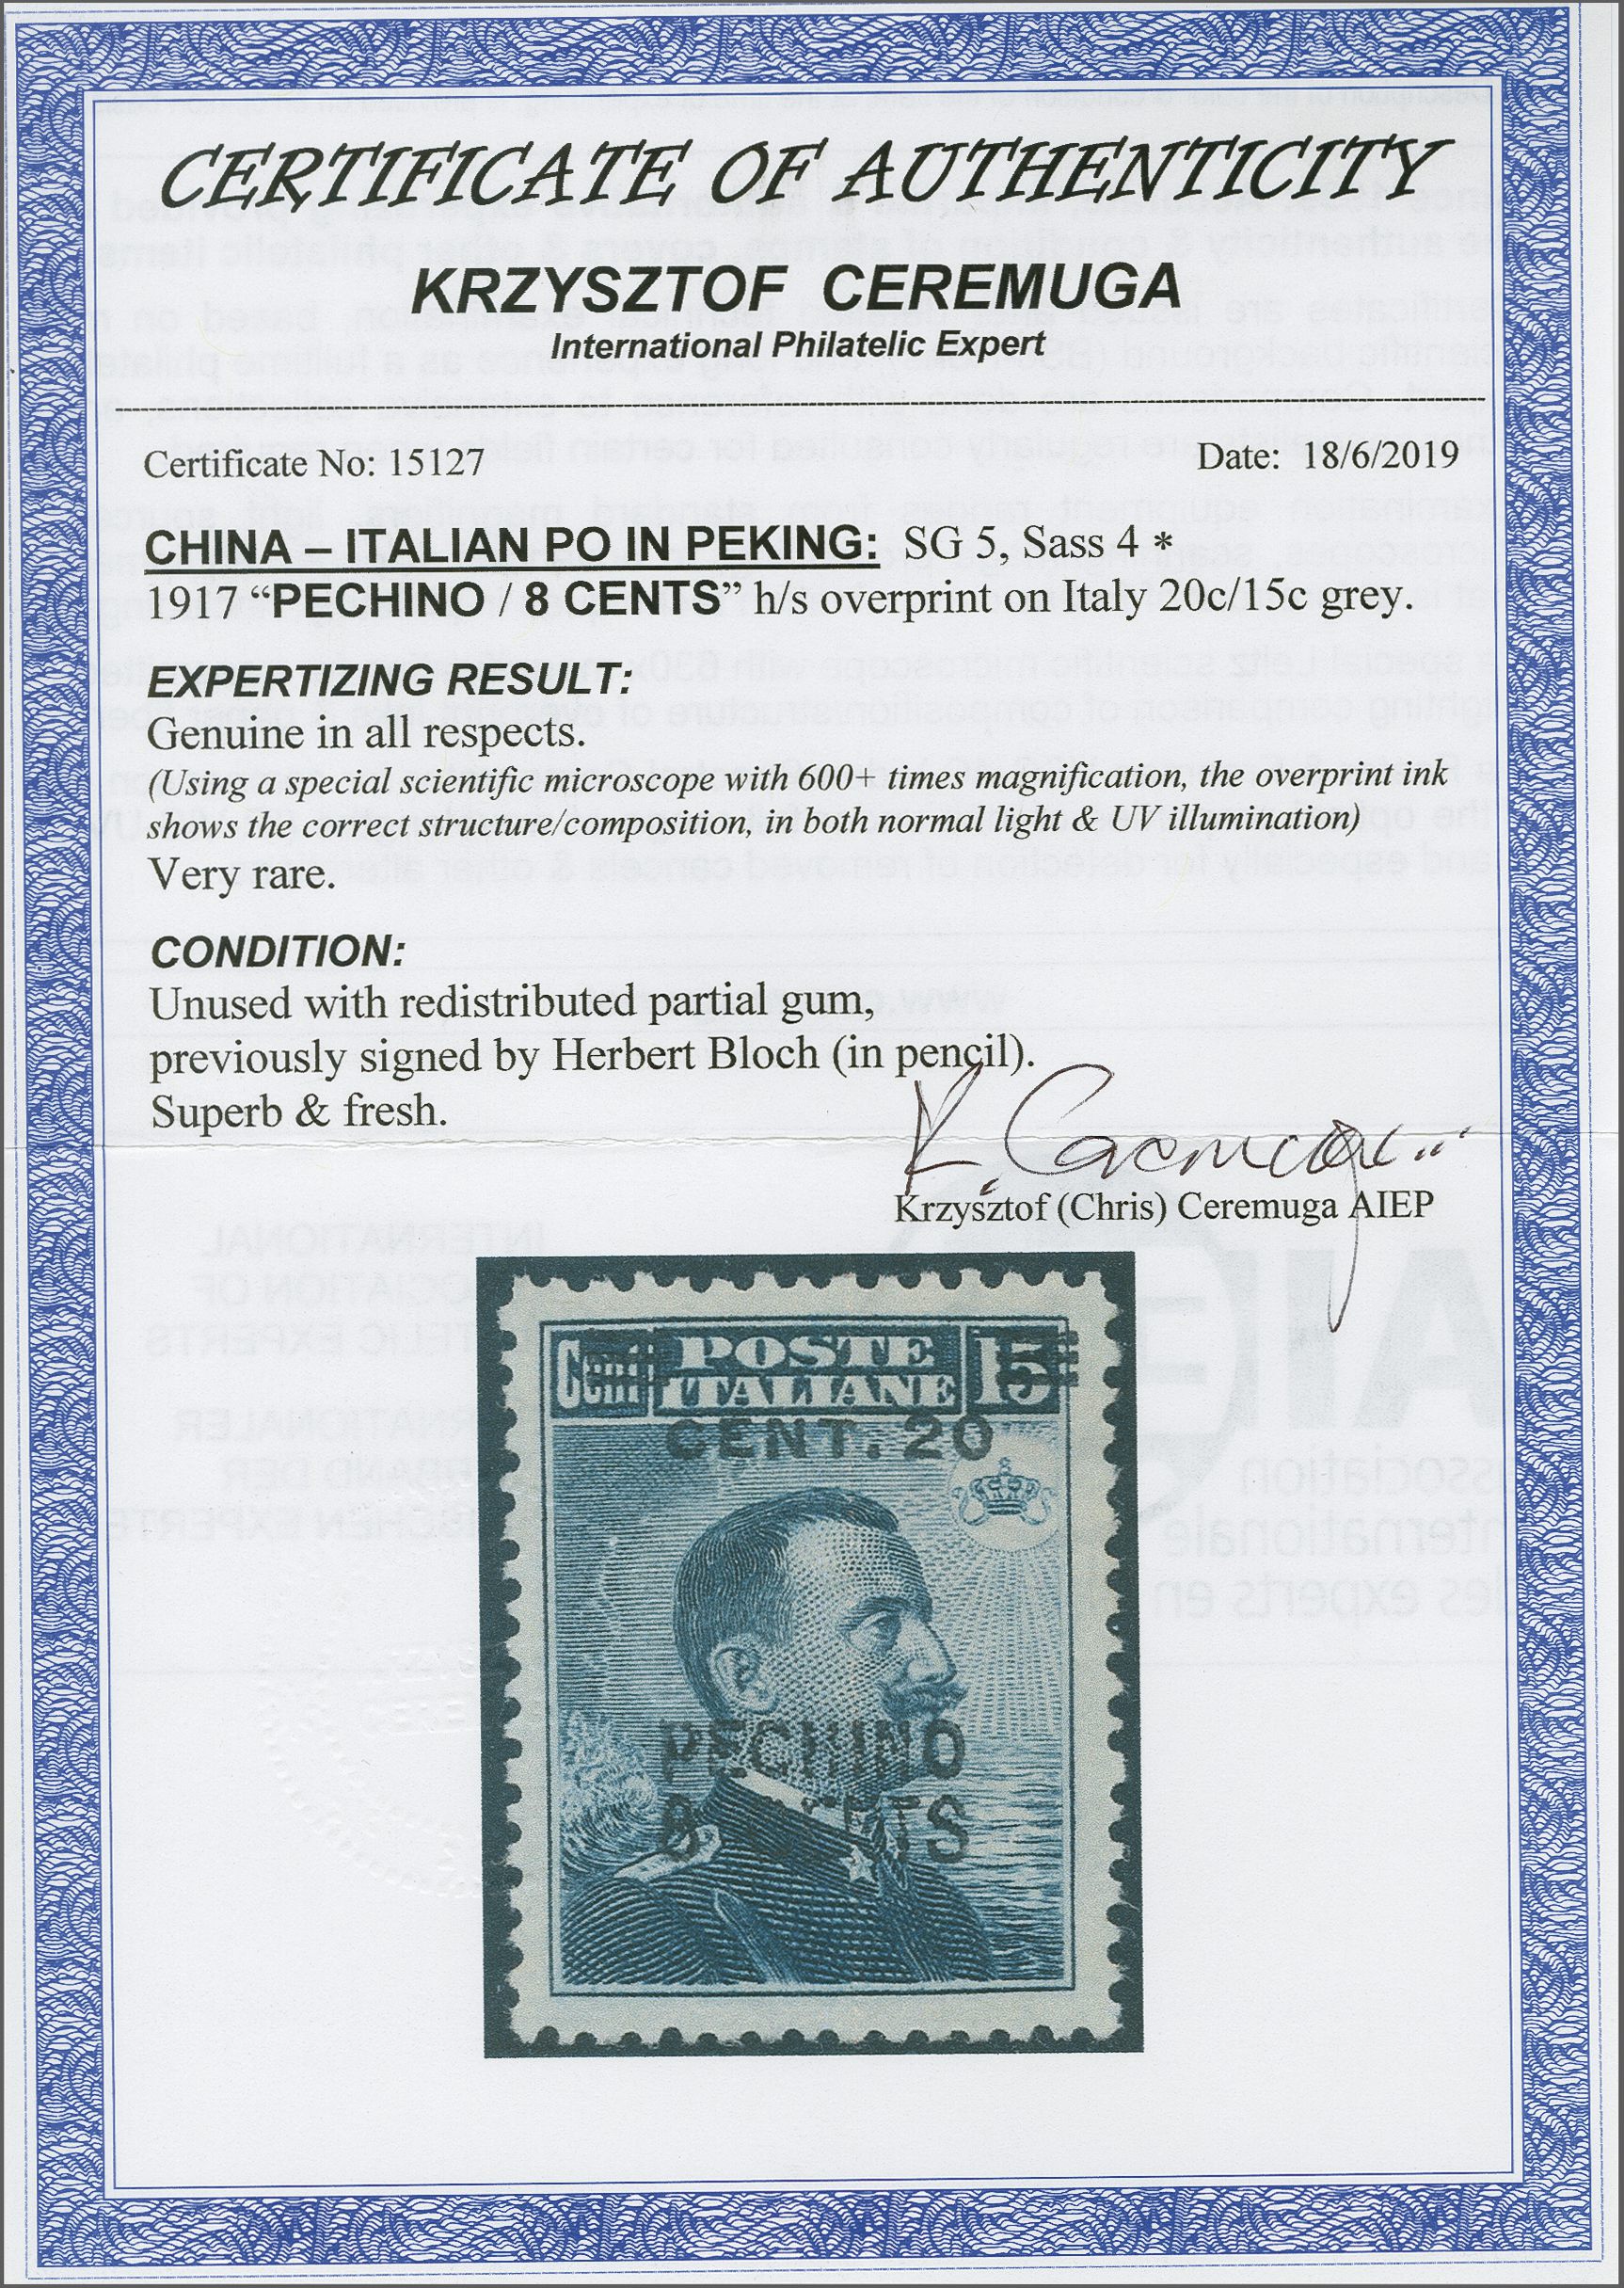 CERTIFICATE OF AUTHENTICITY
KRZYSZTOF CEREMUGA
International Philatelic Expert
Certificate No: 15127 Date: 18/6/2019
CHINA – ITALIAN PO IN PEKING: SG 5, Sass 4 *
1917 “PECHINO / 8 CENTS” h/s overprint on Italy 20c/15c grey.
EXPERTIZING RESULT:
Genuine in all respects.
(Using a special scientific microscope with 600+ times magnification, the overprint ink
shows the correct structure/composition, in both normal light & UV illumination)
Very rare.
CONDITION:
Unused with redistributed partial gum,
previously signed by Herbert Bloch (in pencil).
Superb & fresh.
K. Ceremuga
Krzysztof (Chris) Ceremuga AIEP
Cent. POSTE 15
ITALIANE
CENT. 20
PECHINO
8 CENTS